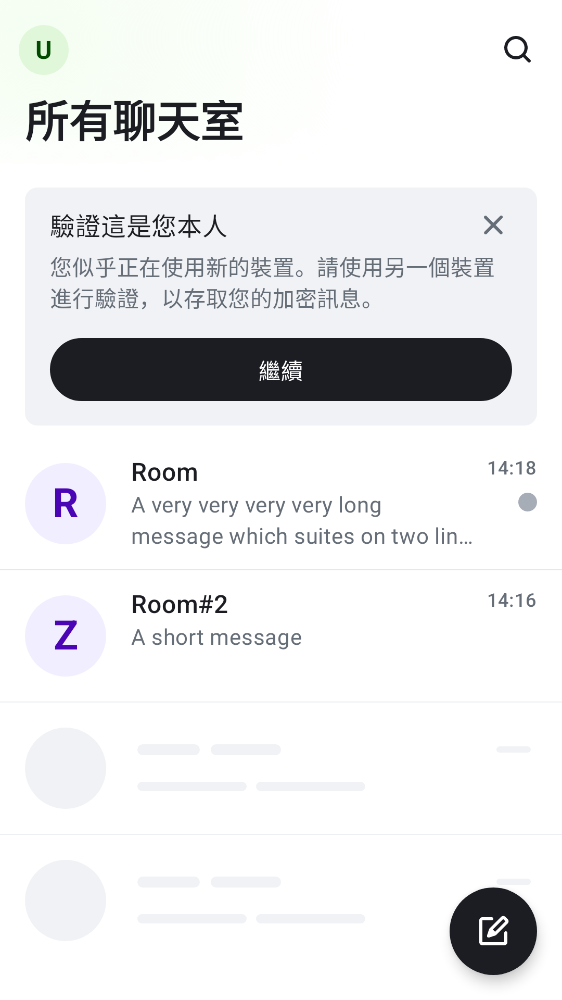 U
所有聊天室
驗證這是您本人
您似乎正在使用新的裝置。請使用另一個裝置
進行驗證，以存取您的加密訊息。
繼續
R
Room
14:18
A very very very very long
message which suites on two lin…
Z
Room#2
14:16
A short message